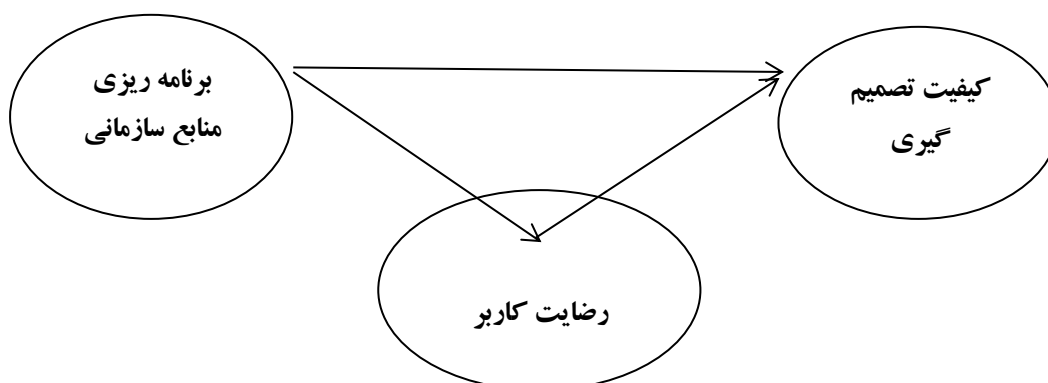 برنامه ریزی
منابع سازمانی
کیفیت تصمیم
گیری
رضایت کاربر